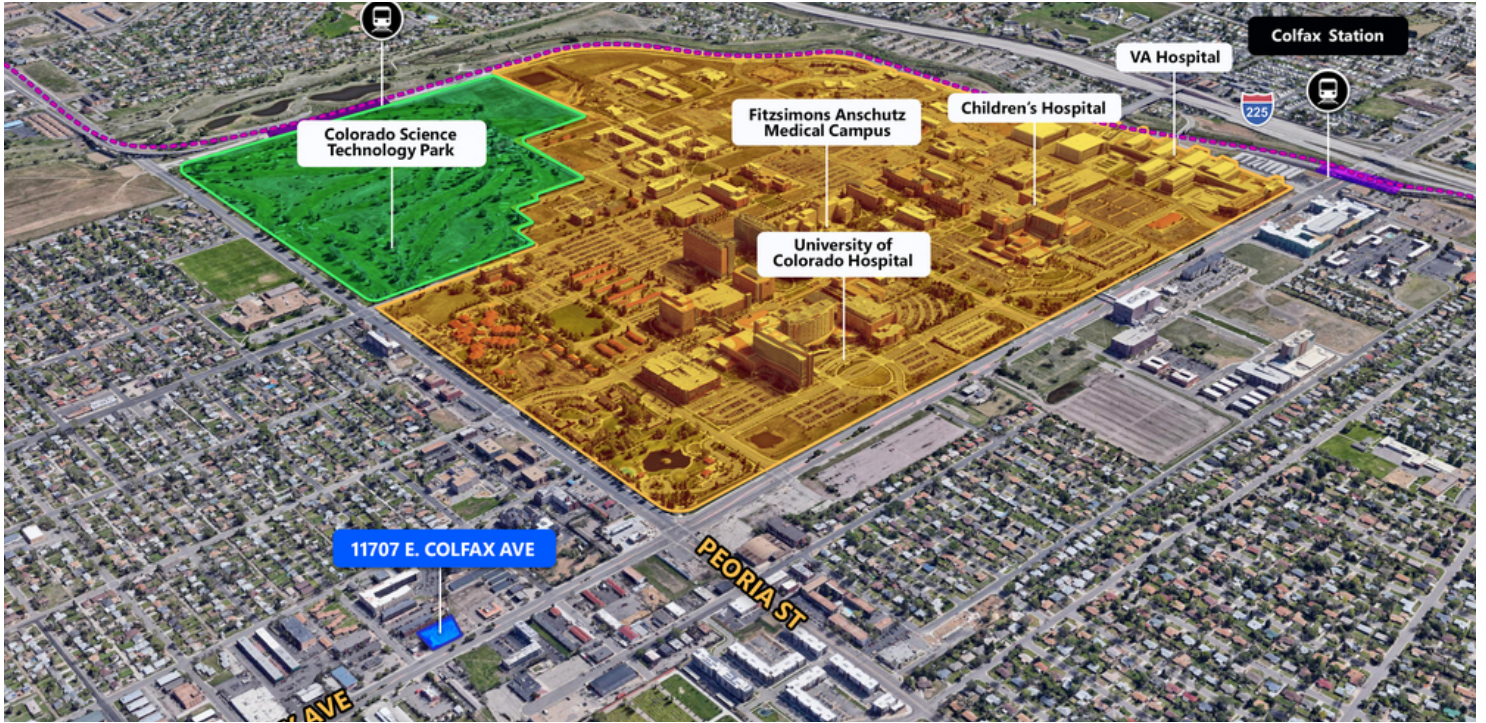 Colfax Station
VA Hospital
225
Children's Hospital
Fitzsimons Anschutz
Medical Campus
Colorado Science
Technology Park
University of
Colorado Hospital
11707 E. COLFAX AVE
PEORIA ST
AVE